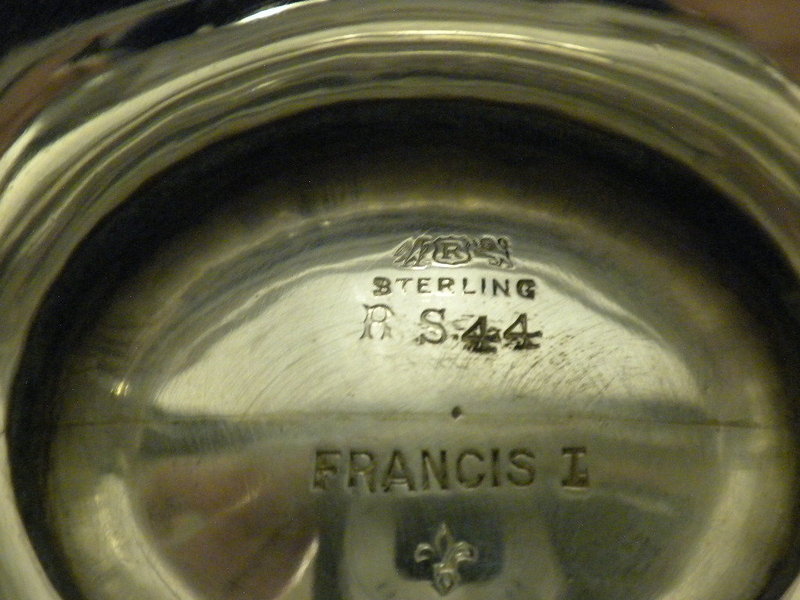 R
STERLING
R S 44
FRANCIS I